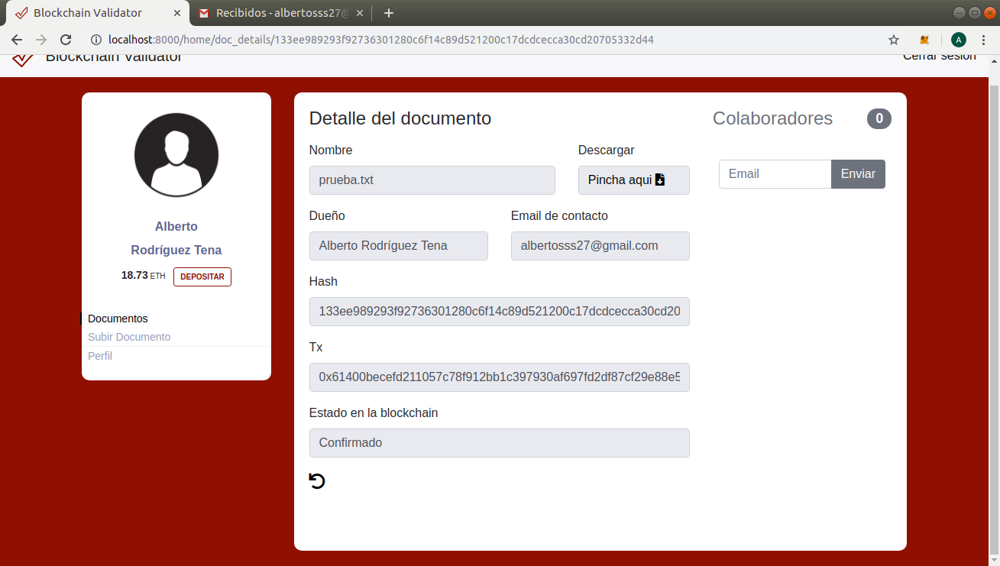 Blockchain Validator
Recibidos - albertosss27@
localhost:8000/home/doc_details/133ee989293f92736301280c6f14c89d521200c17dcdcecca30cd20705332d44
A
Blockchain Validator
Cerrar sesión
Alberto
Rodríguez Tena
18.73 ETH DEPOSITAR
Documentos
Subir Documento
Perfil
Detalle del documento
Nombre
Descargar
prueba.txt
Pincha aqui
Dueño
Email de contacto
Alberto Rodríguez Tena
albertosss27@gmail.com
Hash
133ee989293f92736301280c6f14c89d521200c17dcdcecca30cd20
Tx
0x61400becefd211057c78f912bb1c397930af697fd2df87cf29e88e5
Estado en la blockchain
Confirmado
Colaboradores 0
Email Enviar